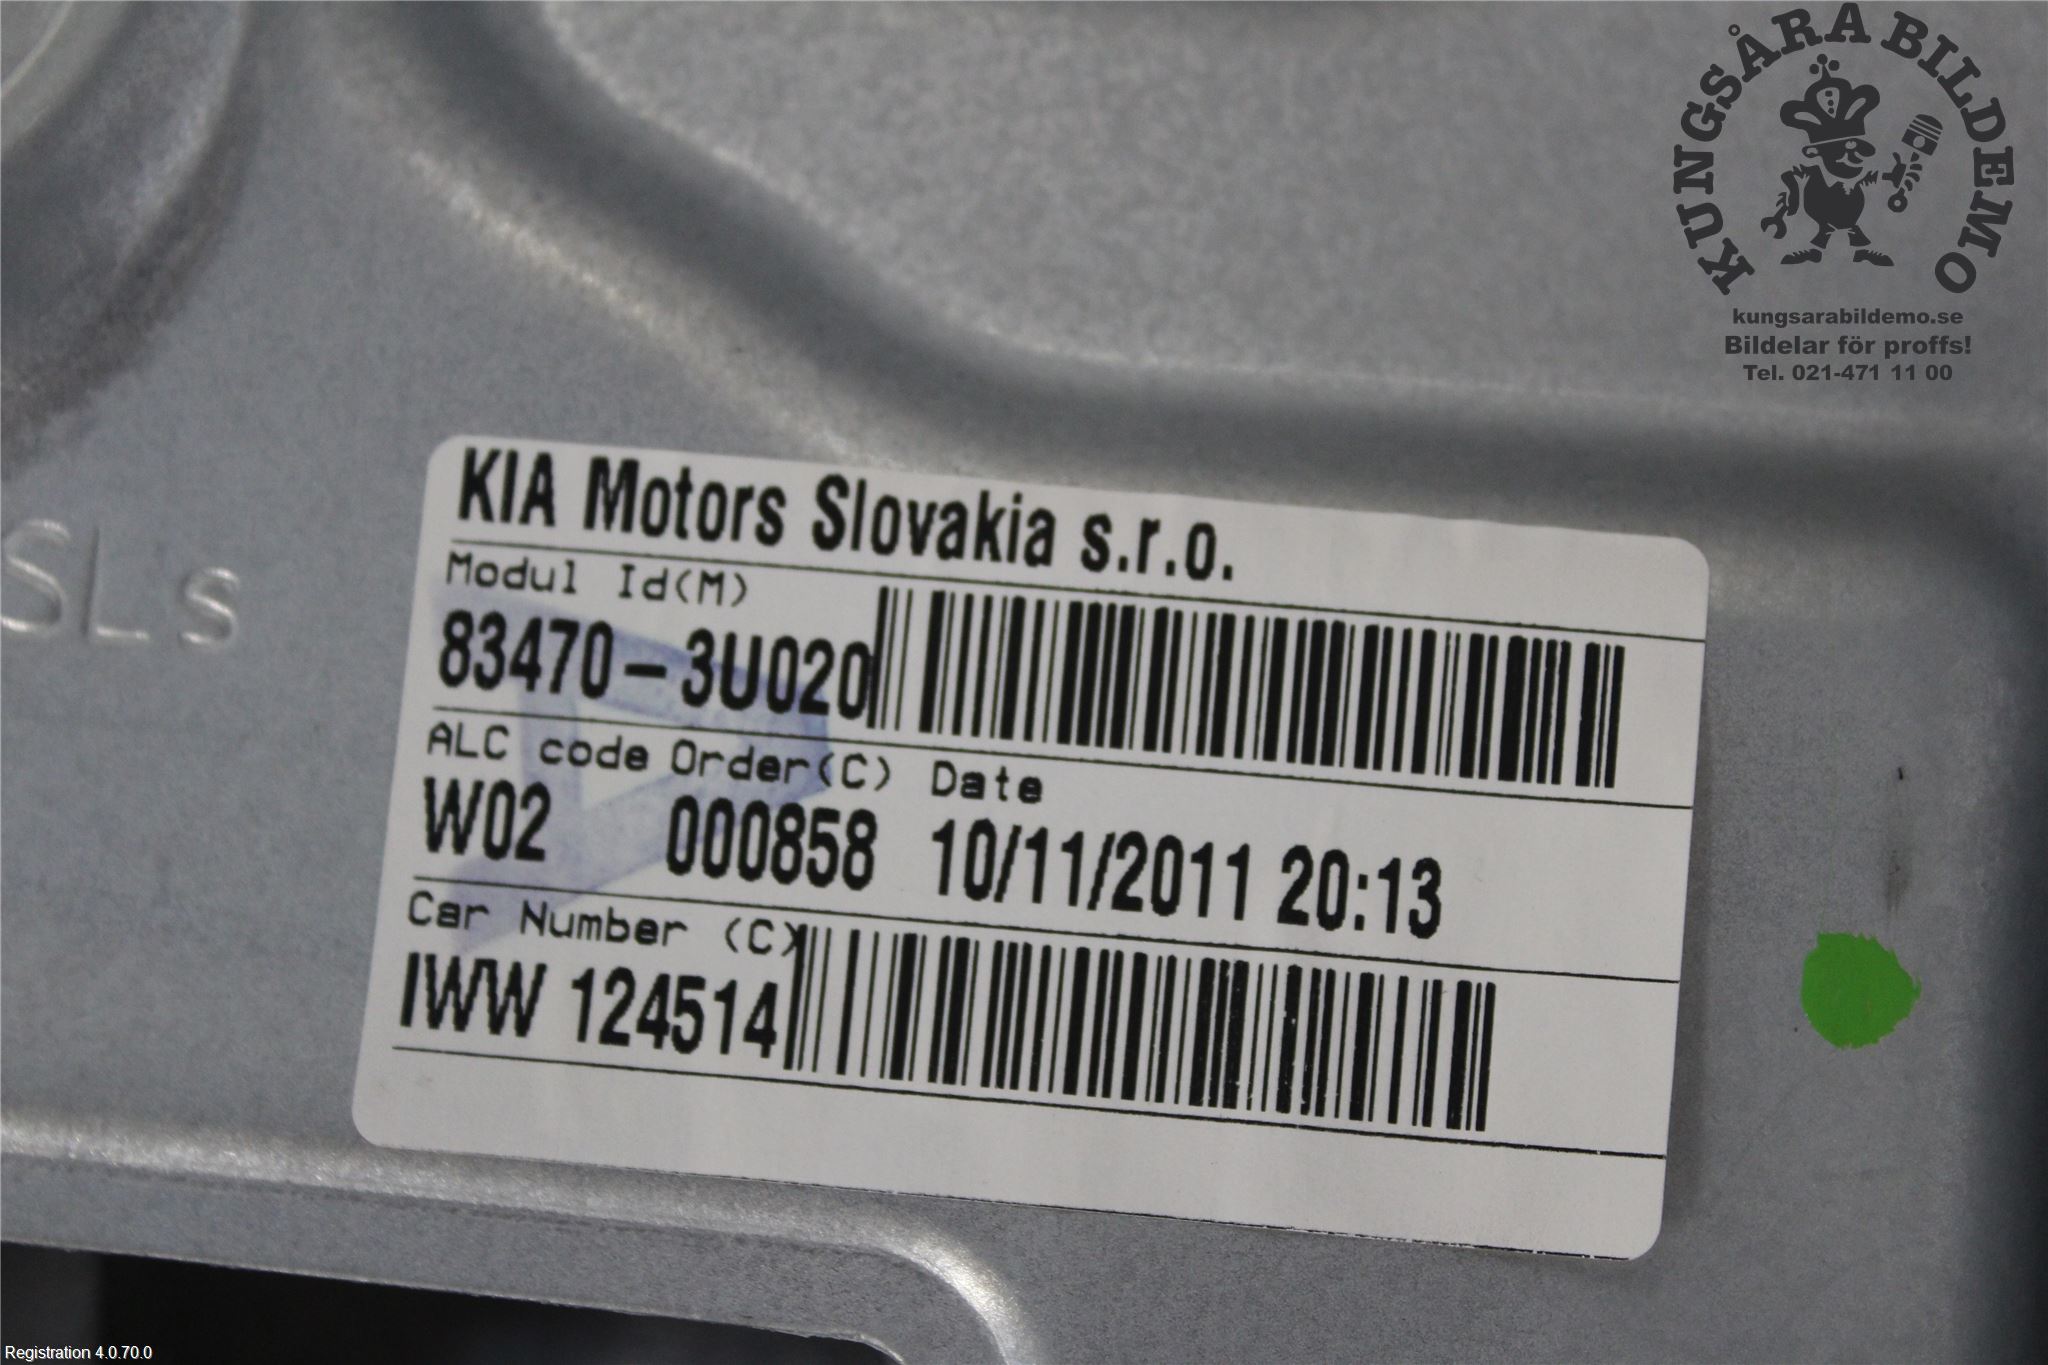 KUNGSÅRA BILDEMO
kungsarabildemo.se
Bildelar för proffs!
Tel. 021-471 11 00
KIA Motors Slovakia s.r.o.
Modul Id(M)
83470-3U020
ALC code Order(C) Date
W02 000858 10/11/2011 20:13
Car Number (C)
IWW 124514
SLs
Registration 4.0.70.0